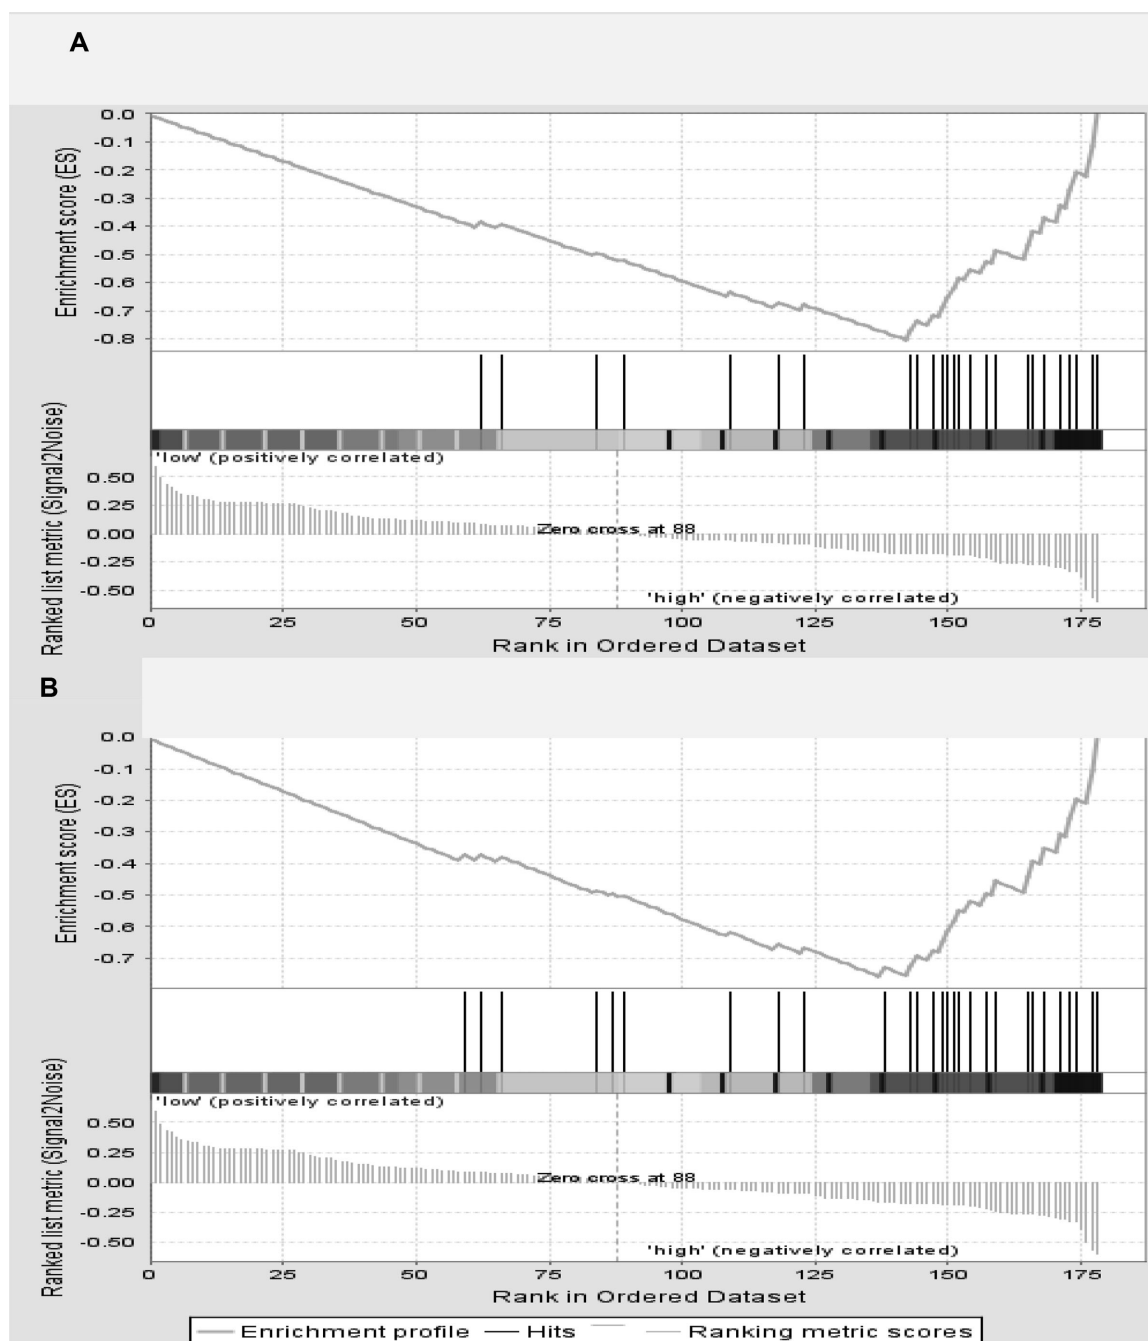 A
Enrichment score (ES)
0.0
-0.1
-0.2
-0.3
-0.4
-0.5
-0.6
-0.7
-0.8
Ranked list metric (Signal2Noise)
'low' (positively correlated)
0.50
0.25
0.00
-0.25
-0.50
Zero cross at 88
'high' (negatively correlated)
0 25 50 75 100 125 150 175
Rank in Ordered Dataset
B
Enrichment score (ES)
0.0
-0.1
-0.2
-0.3
-0.4
-0.5
-0.6
-0.7
Ranked list metric (Signal2Noise)
'low' (positively correlated)
0.50
0.25
0.00
-0.25
-0.50
Zero cross at 88
'high' (negatively correlated)
0 25 50 75 100 125 150 175
Rank in Ordered Dataset
Enrichment profile Hits Ranking metric scores